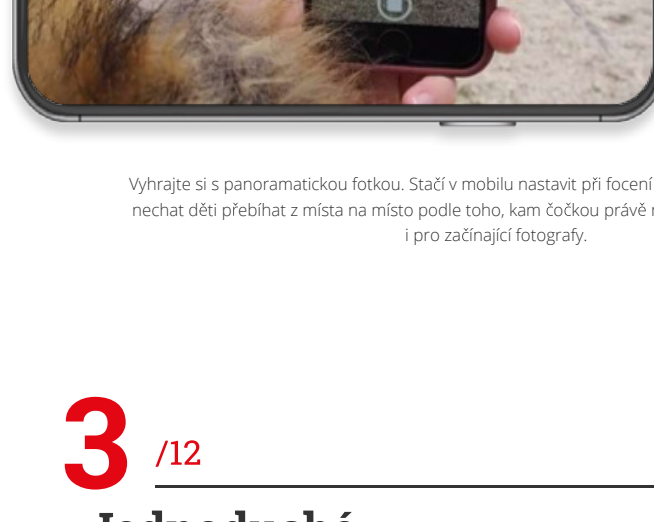 Vyhrajte si s panoramatickou fotkou. Stačí v mobilu nastavit při focení
nechat děti přebíhat z místa na místo podle toho, kam čočkou právě
i pro začínající fotografy.
3
/12
Jednoduché